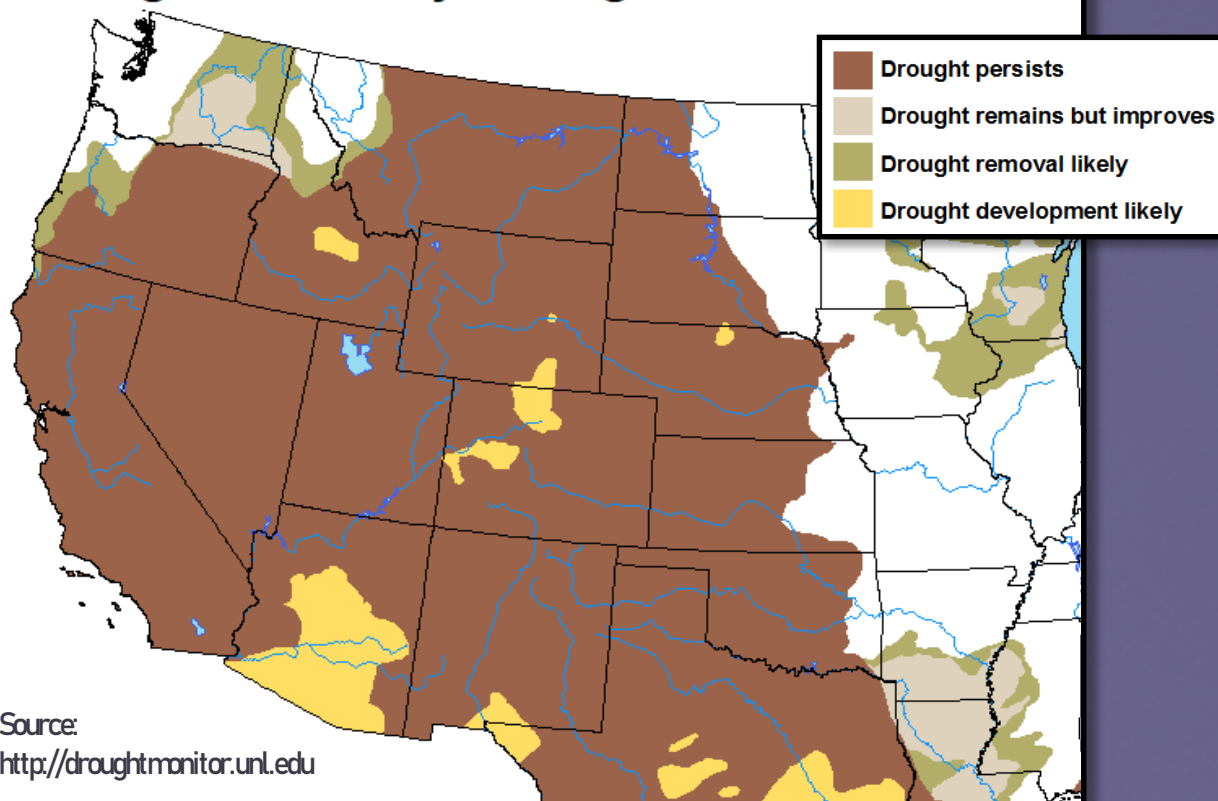 Drought persists
Drought remains but improves
Drought removal likely
Drought development likely
Source:
http://droughtmonitor.unl.edu